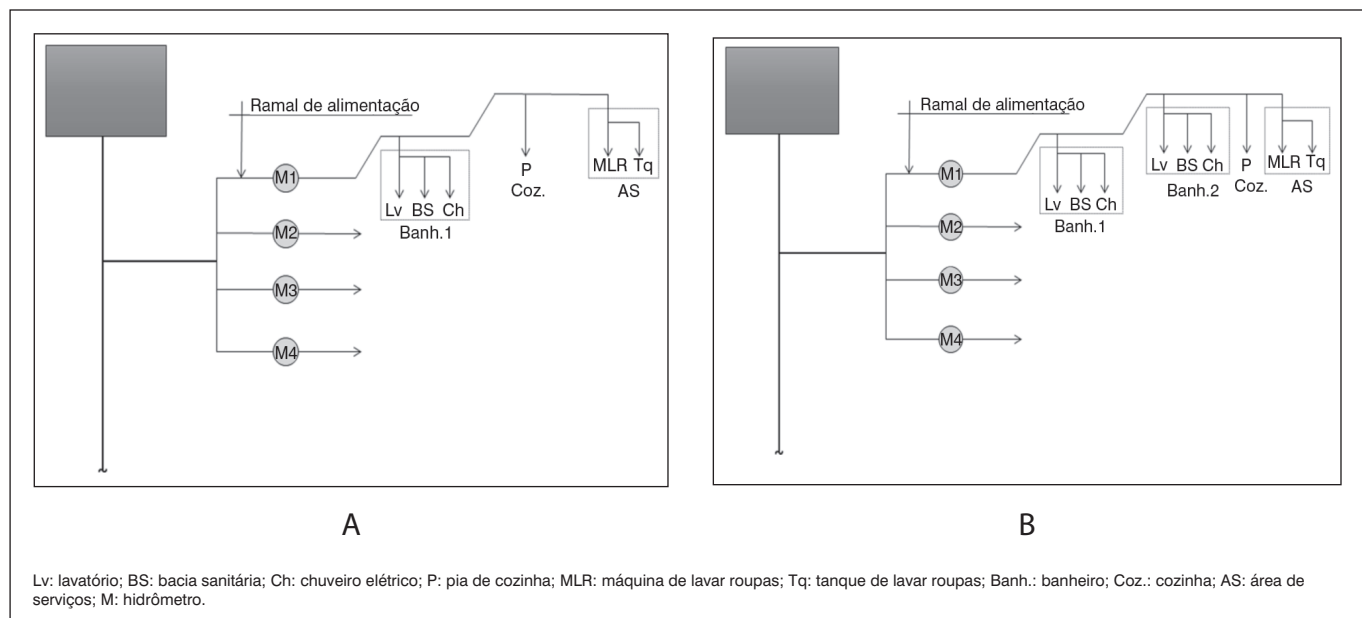 Ramal de alimentação
M1
P
Coz.
MLR Tq
AS
Lv BS Ch
Banh.1
M2
M3
M4
A
Ramal de alimentação
M1
Lv BS Ch
Banh.2
P
Coz.
MLR Tq
AS
Lv BS Ch
Banh.1
M2
M3
M4
B
Lv: lavatório; BS: bacia sanitária; Ch: chuveiro elétrico; P: pia de cozinha; MLR: máquina de lavar roupas; Tq: tanque de lavar roupas; Banh.: banheiro; Coz.: cozinha; AS: área de
serviços; M: hidrômetro.